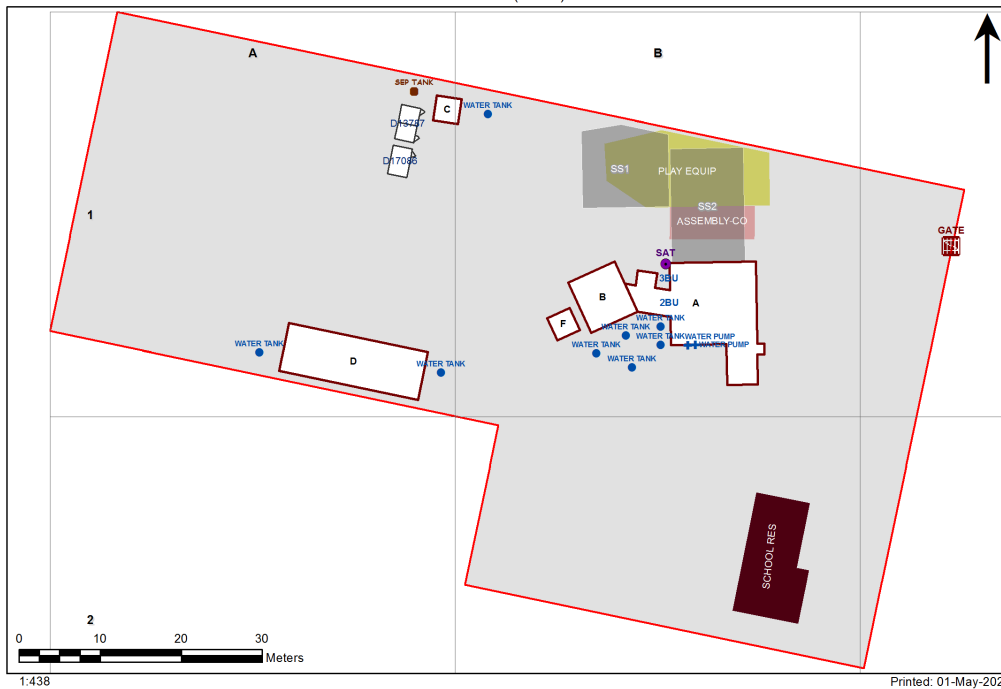 A
B
SEP TANK
C
WATER TANK
D13787
D17086
SS1
PLAY EQUIP
SS2
ASSEMBLY-CO
1
GATE
SAT
3BU
B
2BU
A
F
WATER TANK
WATER TANK
WATER TANK
WATER PUMP
WATER PUMP
WATER TANK
WATER TANK
WATER TANK
D
WATER TANK
SCHOOL RES
2
0 10 20 30
Meters
1:438
Printed: 01-May-202